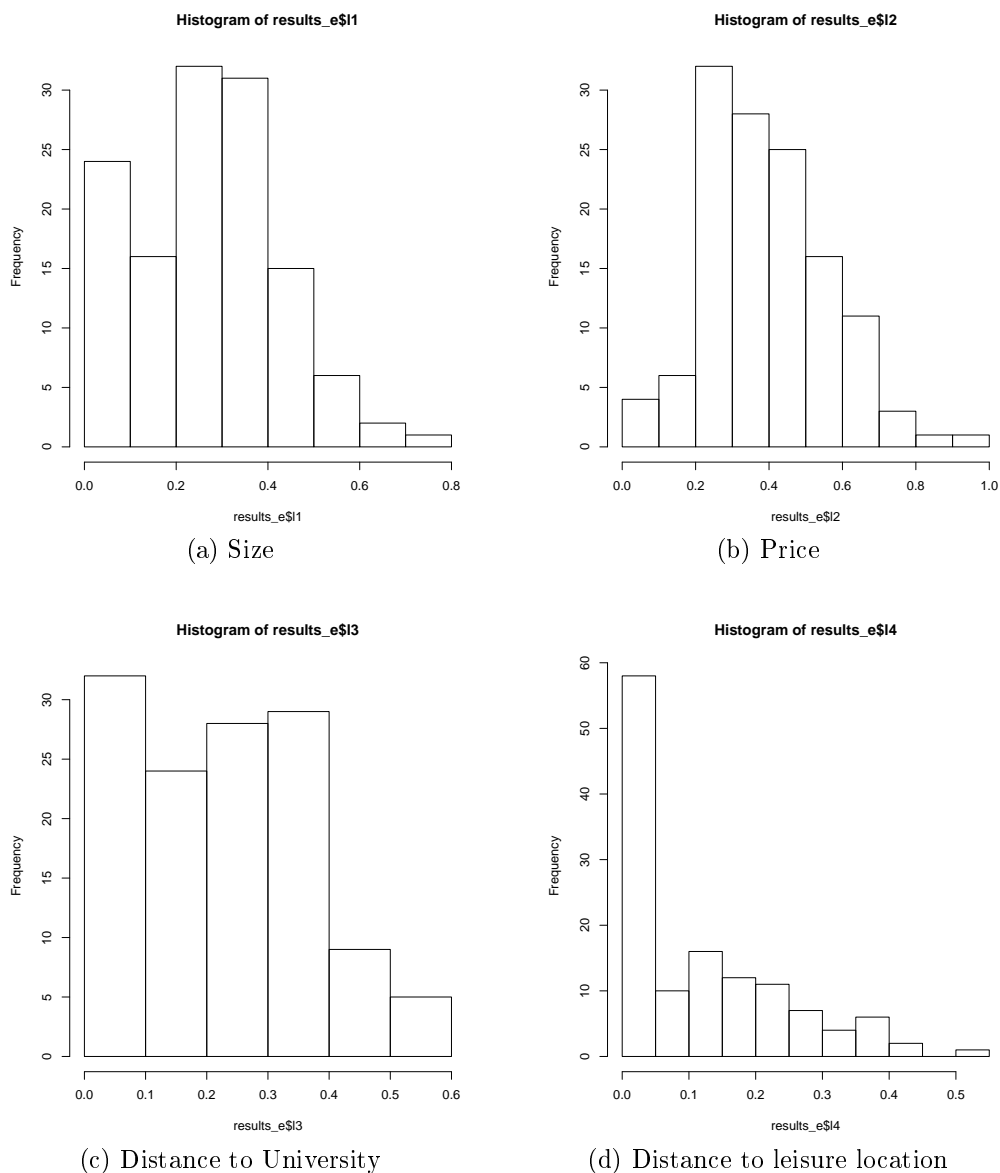 Histogram of results_e$l1
Frequency
0
5
10
15
20
25
30
0.0 0.2 0.4 0.6 0.8
results_e$l1
(a) Size
Histogram of results_e$l2
Frequency
0
5
10
15
20
25
30
0.0 0.2 0.4 0.6 0.8 1.0
results_e$l2
(b) Price
Histogram of results_e$l3
Frequency
0
5
10
15
20
25
30
0.0 0.1 0.2 0.3 0.4 0.5 0.6
results_e$l3
(c) Distance to University
Histogram of results_e$l4
Frequency
0
10
20
30
40
50
60
0.0 0.1 0.2 0.3 0.4 0.5
results_e$l4
(d) Distance to leisure location